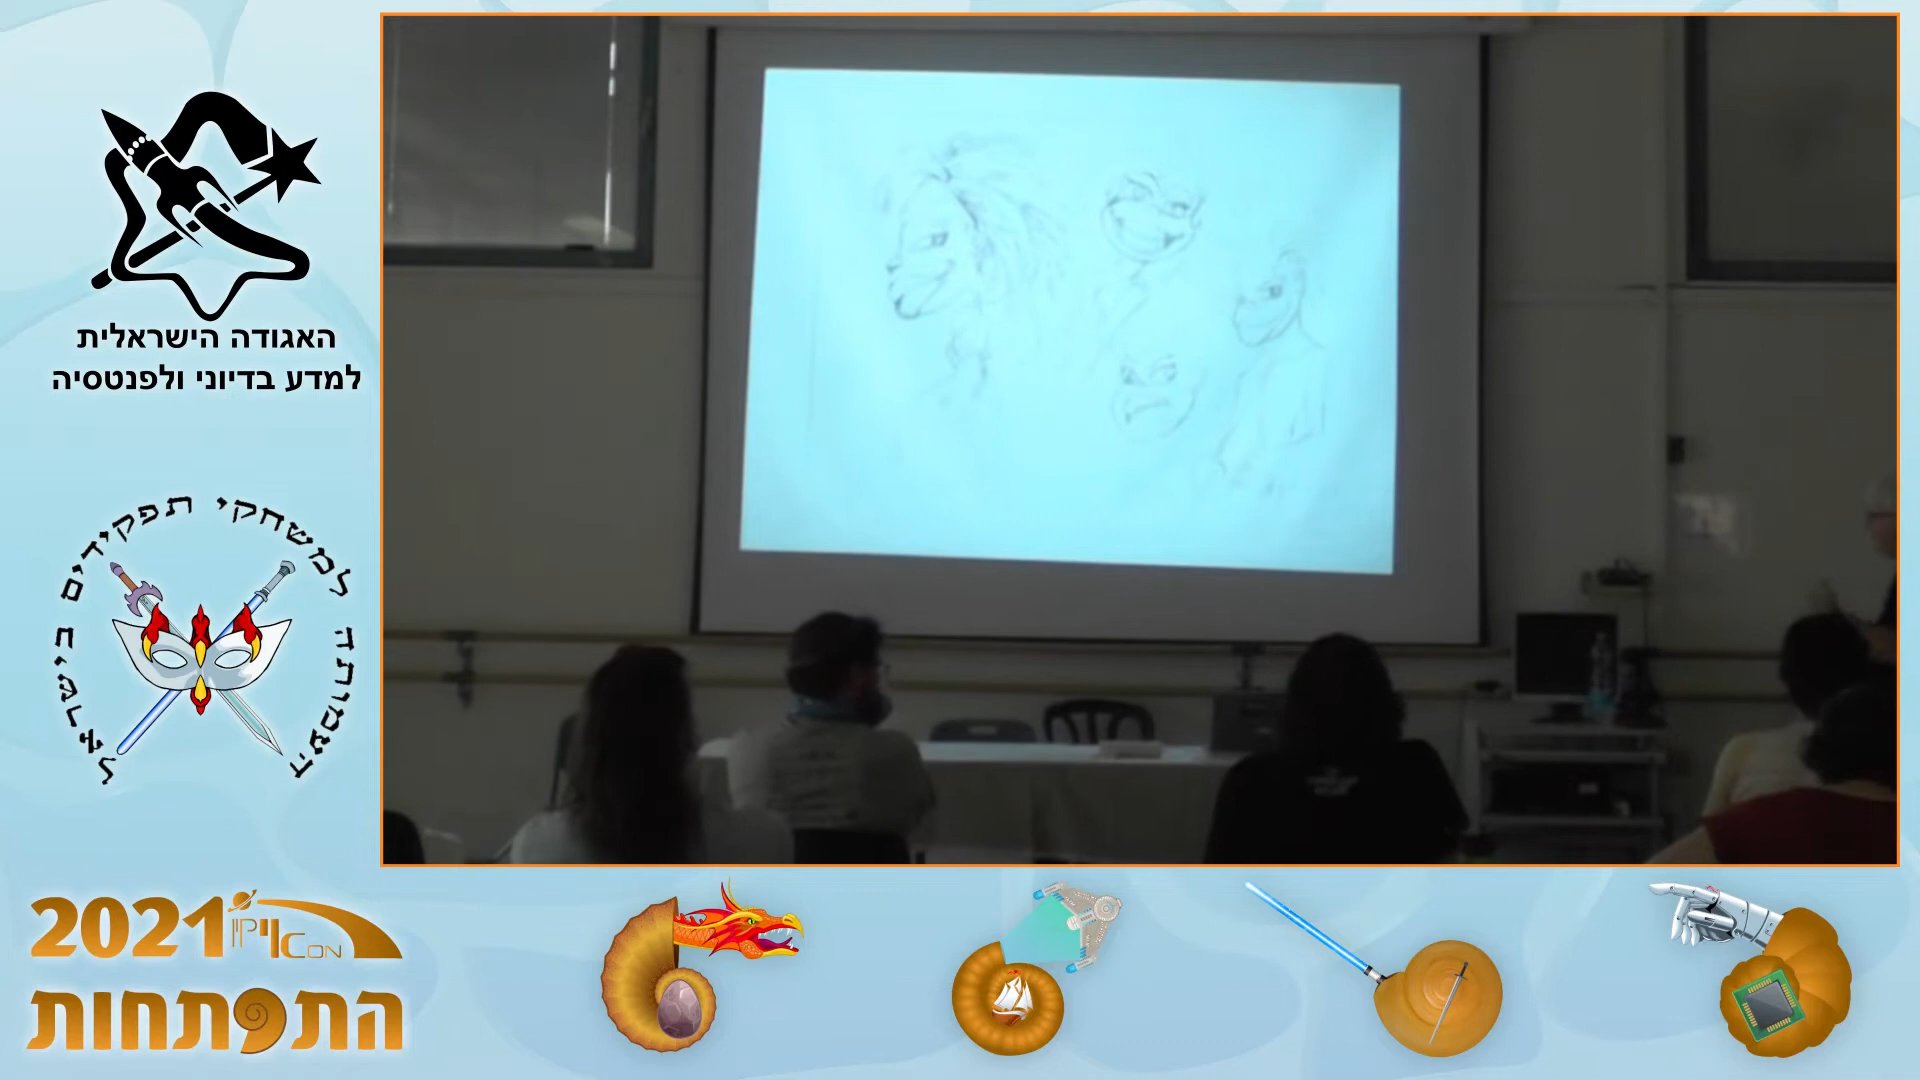 האגודה הישראלית
למדע בדיוני ולפנטסיה
העמותה למשחקי תפקידים בישראל
2021 אייקון ICON
התפתחות